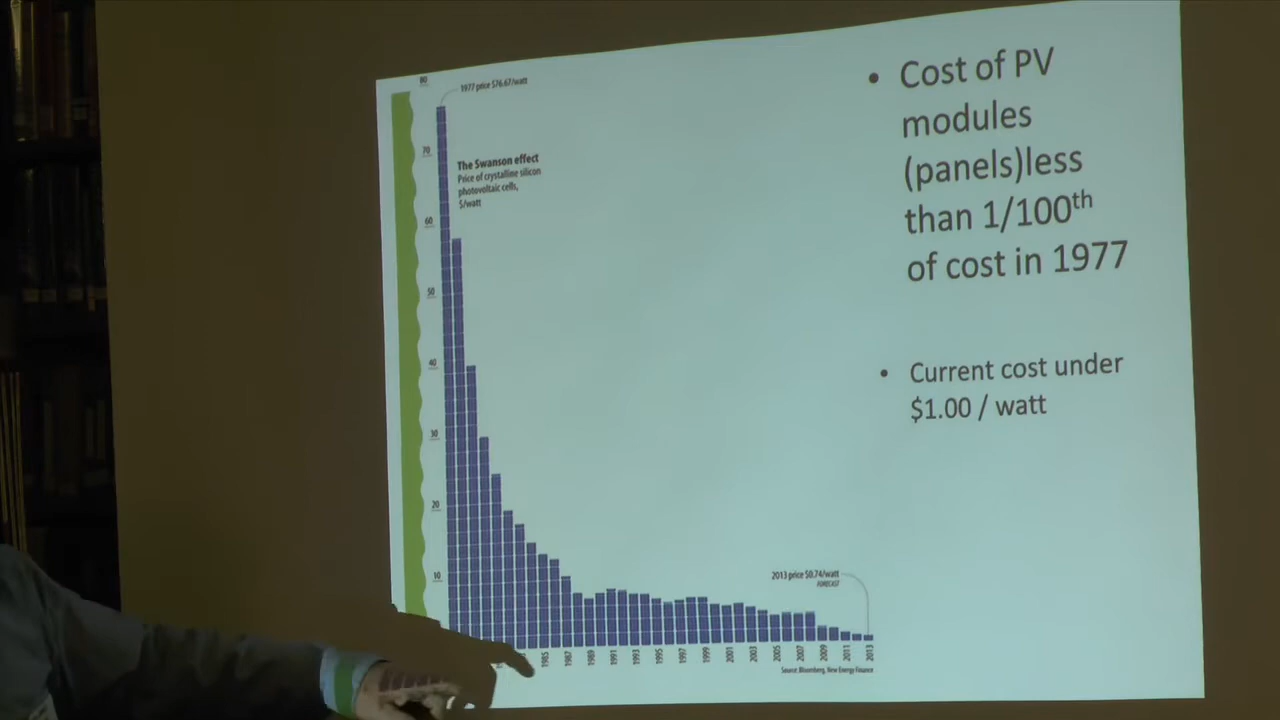 80
1977 price $76.67/watt
70
The Swanson effect
Price of crystalline silicon
photovoltaic cells,
$/watt
60
50
40
30
20
10
2013 price $0.74/watt
FORECAST
1985
1987
1989
1991
1993
1995
1997
1999
2001
2003
2005
2007
2009
2011
2013
Source: Bloomberg, New Energy Finance
• Cost of PV
modules
(panels)less
than 1/100th
of cost in 1977
• Current cost under
$1.00 / watt